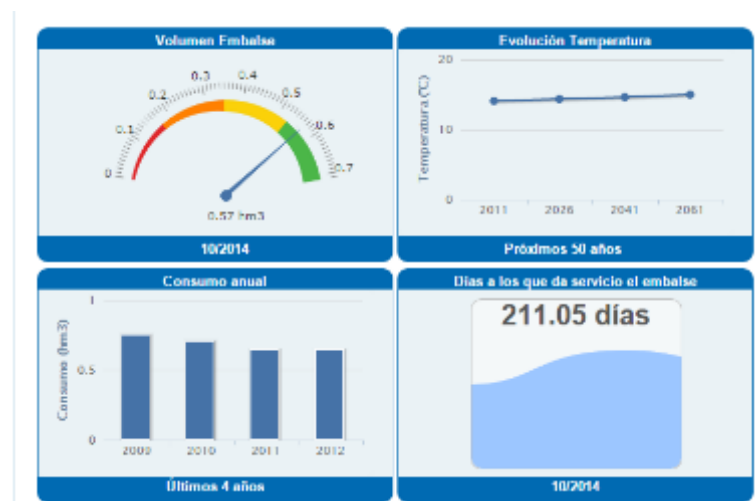 Volumen Embalse
0
0.1
0.2
0.3
0.4
0.5
0.6
0.7
0.57 hm3
10/2014
Evolución Temperatura
Temperatura (ºC)
20
10
0
2011
2026
2041
2061
Próximos 50 años
Consumo anual
Consumo (hm3)
1
0.5
0
2009
2010
2011
2012
Últimos 4 años
Días a los que da servicio el embalse
211.05 días
10/2014